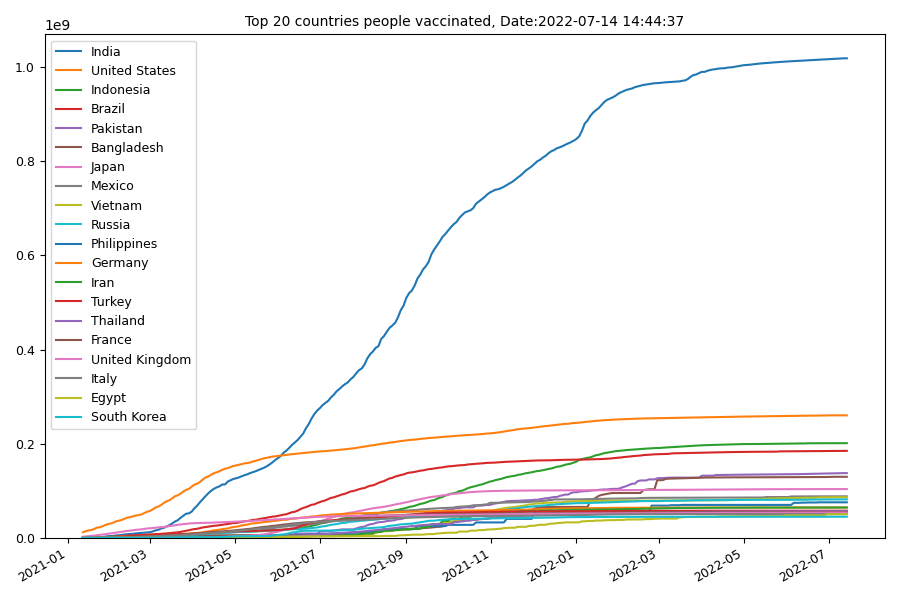 Top 20 countries people vaccinated, Date:2022-07-14 14:44:37
1e9
India
United States
Indonesia
Brazil
Pakistan
Bangladesh
Japan
Mexico
Vietnam
Russia
Philippines
Germany
Iran
Turkey
Thailand
France
United Kingdom
Italy
Egypt
South Korea
1.0
0.8
0.6
0.4
0.2
0.0
2021-01 2021-03 2021-05 2021-07 2021-09 2021-11 2022-01 2022-03 2022-05 2022-07